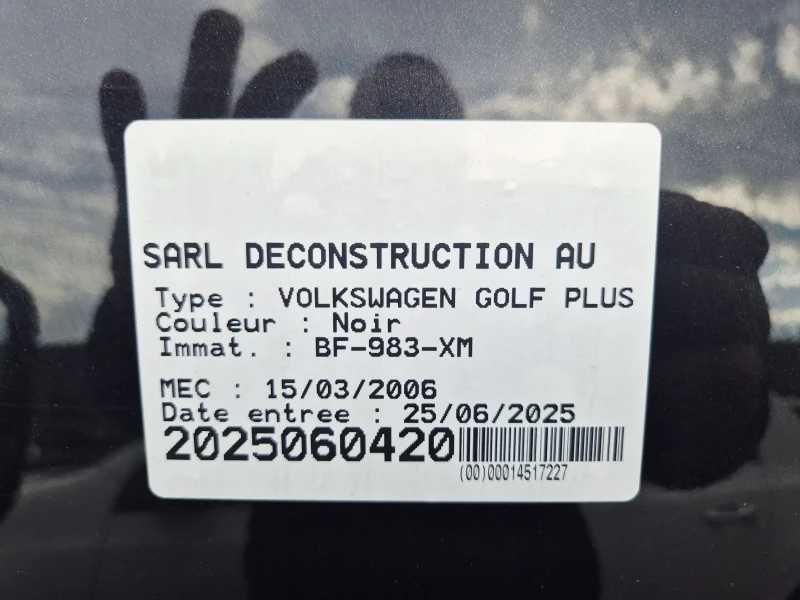 SARL DECONSTRUCTION AU
Type : VOLKSWAGEN GOLF PLUS
Couleur : Noir
Immat. : BF-983-XM
MEC : 15/03/2006
Date entree : 25/06/2025
2025060420
(00)00014517227